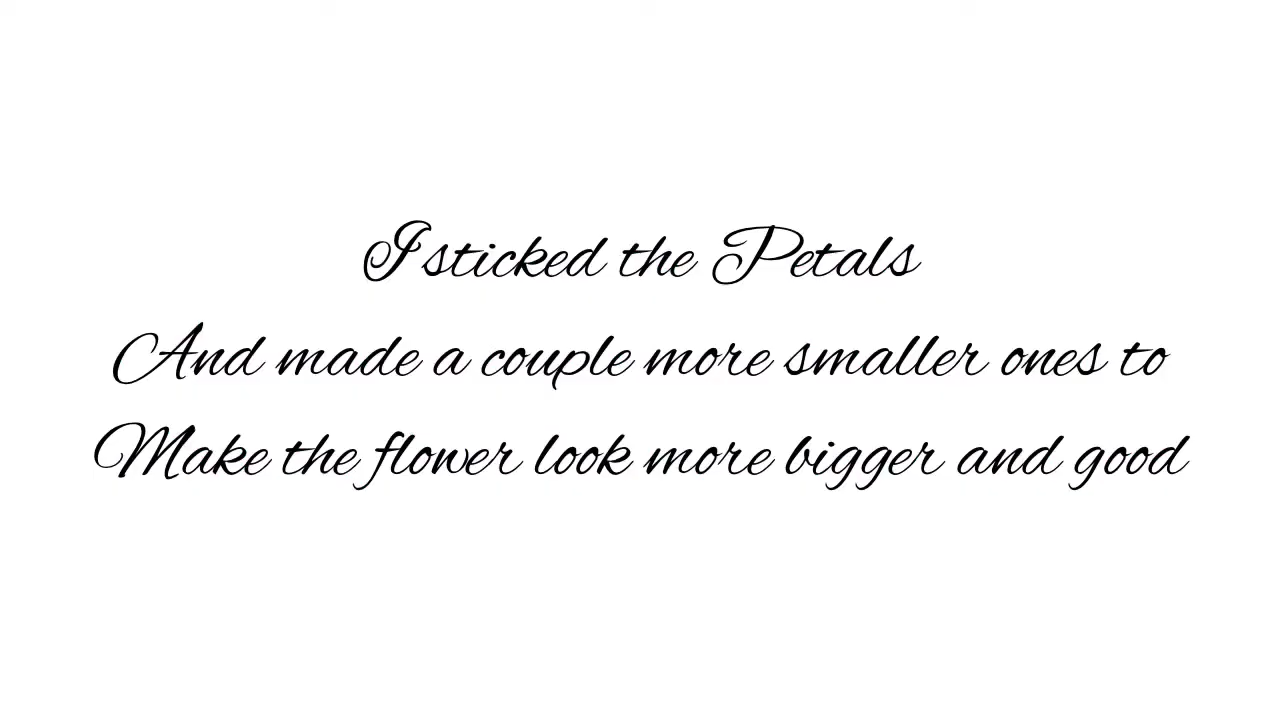 I sticked the Petals
And made a couple more smaller ones to
Make the flower look more bigger and good